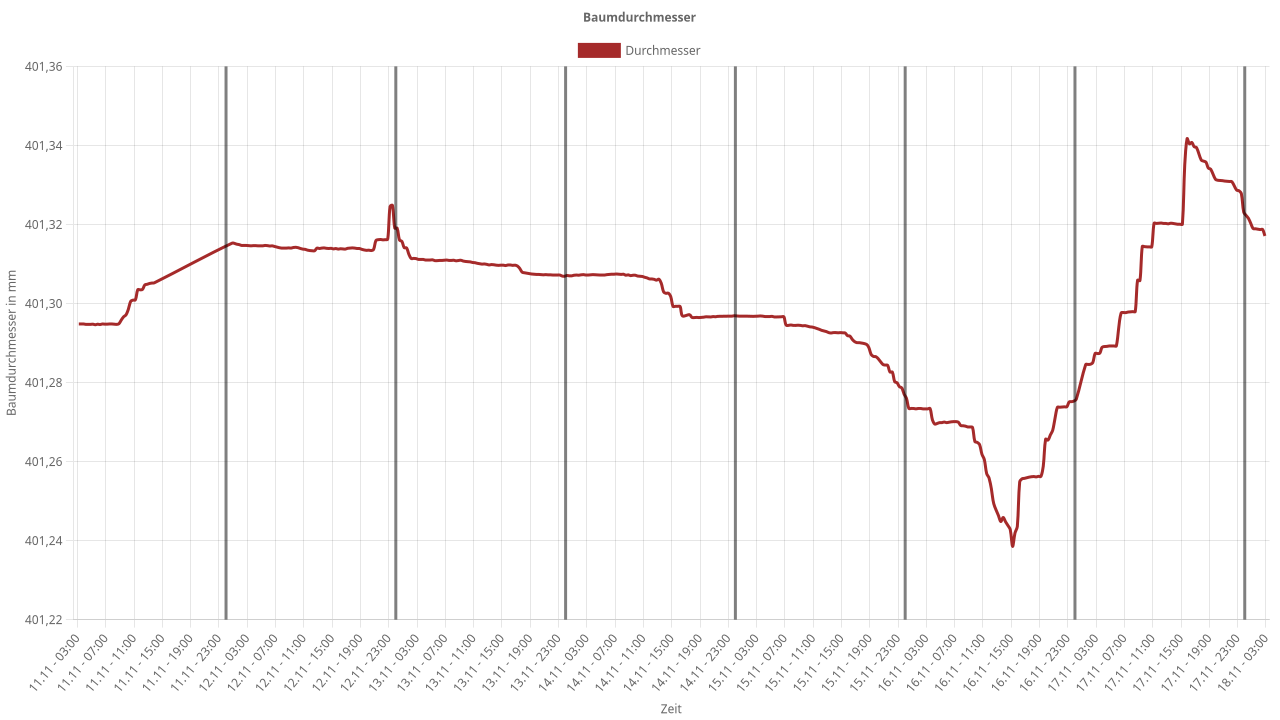 Baumdurchmesser
Durchmesser
Baumdurchmesser in mm
401,36
401,34
401,32
401,30
401,28
401,26
401,24
401,22
11.11 - 03:00
11.11 - 07:00
11.11 - 11:00
11.11 - 15:00
11.11 - 19:00
11.11 - 23:00
12.11 - 03:00
12.11 - 07:00
12.11 - 11:00
12.11 - 15:00
12.11 - 19:00
12.11 - 23:00
13.11 - 03:00
13.11 - 07:00
13.11 - 11:00
13.11 - 15:00
13.11 - 19:00
13.11 - 23:00
14.11 - 03:00
14.11 - 07:00
14.11 - 11:00
14.11 - 15:00
14.11 - 19:00
14.11 - 23:00
15.11 - 03:00
15.11 - 07:00
15.11 - 11:00
15.11 - 15:00
15.11 - 19:00
15.11 - 23:00
16.11 - 03:00
16.11 - 07:00
16.11 - 11:00
16.11 - 15:00
16.11 - 19:00
16.11 - 23:00
17.11 - 03:00
17.11 - 07:00
17.11 - 11:00
17.11 - 15:00
17.11 - 19:00
17.11 - 23:00
18.11 - 03:00
Zeit